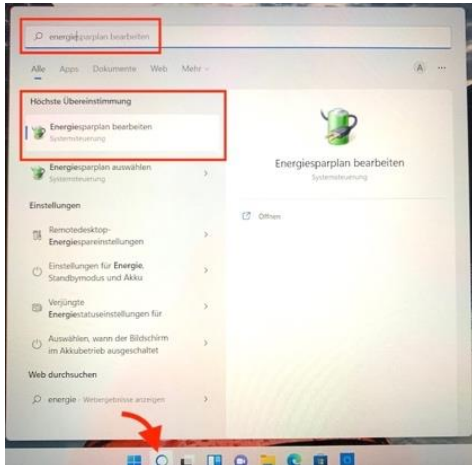 energiesparplan bearbeiten
Alle Apps Dokumente Web Mehr
A ...
Höchste Übereinstimmung
Energiesparplan bearbeiten
Systemsteuerung
Energiesparplan auswählen
Systemsteuerung
Einstellungen
Remotedesktop-
Energiespareinstellungen
Einstellungen für Energie,
Standbymodus und Akku
Verjüngte
Energiestatuseinstellungen für
Auswählen, wann der Bildschirm
im Akkubetrieb ausgeschaltet
Web durchsuchen
energie - Webergebnisse anzeigen
Energiesparplan bearbeiten
Systemsteuerung
Öffnen